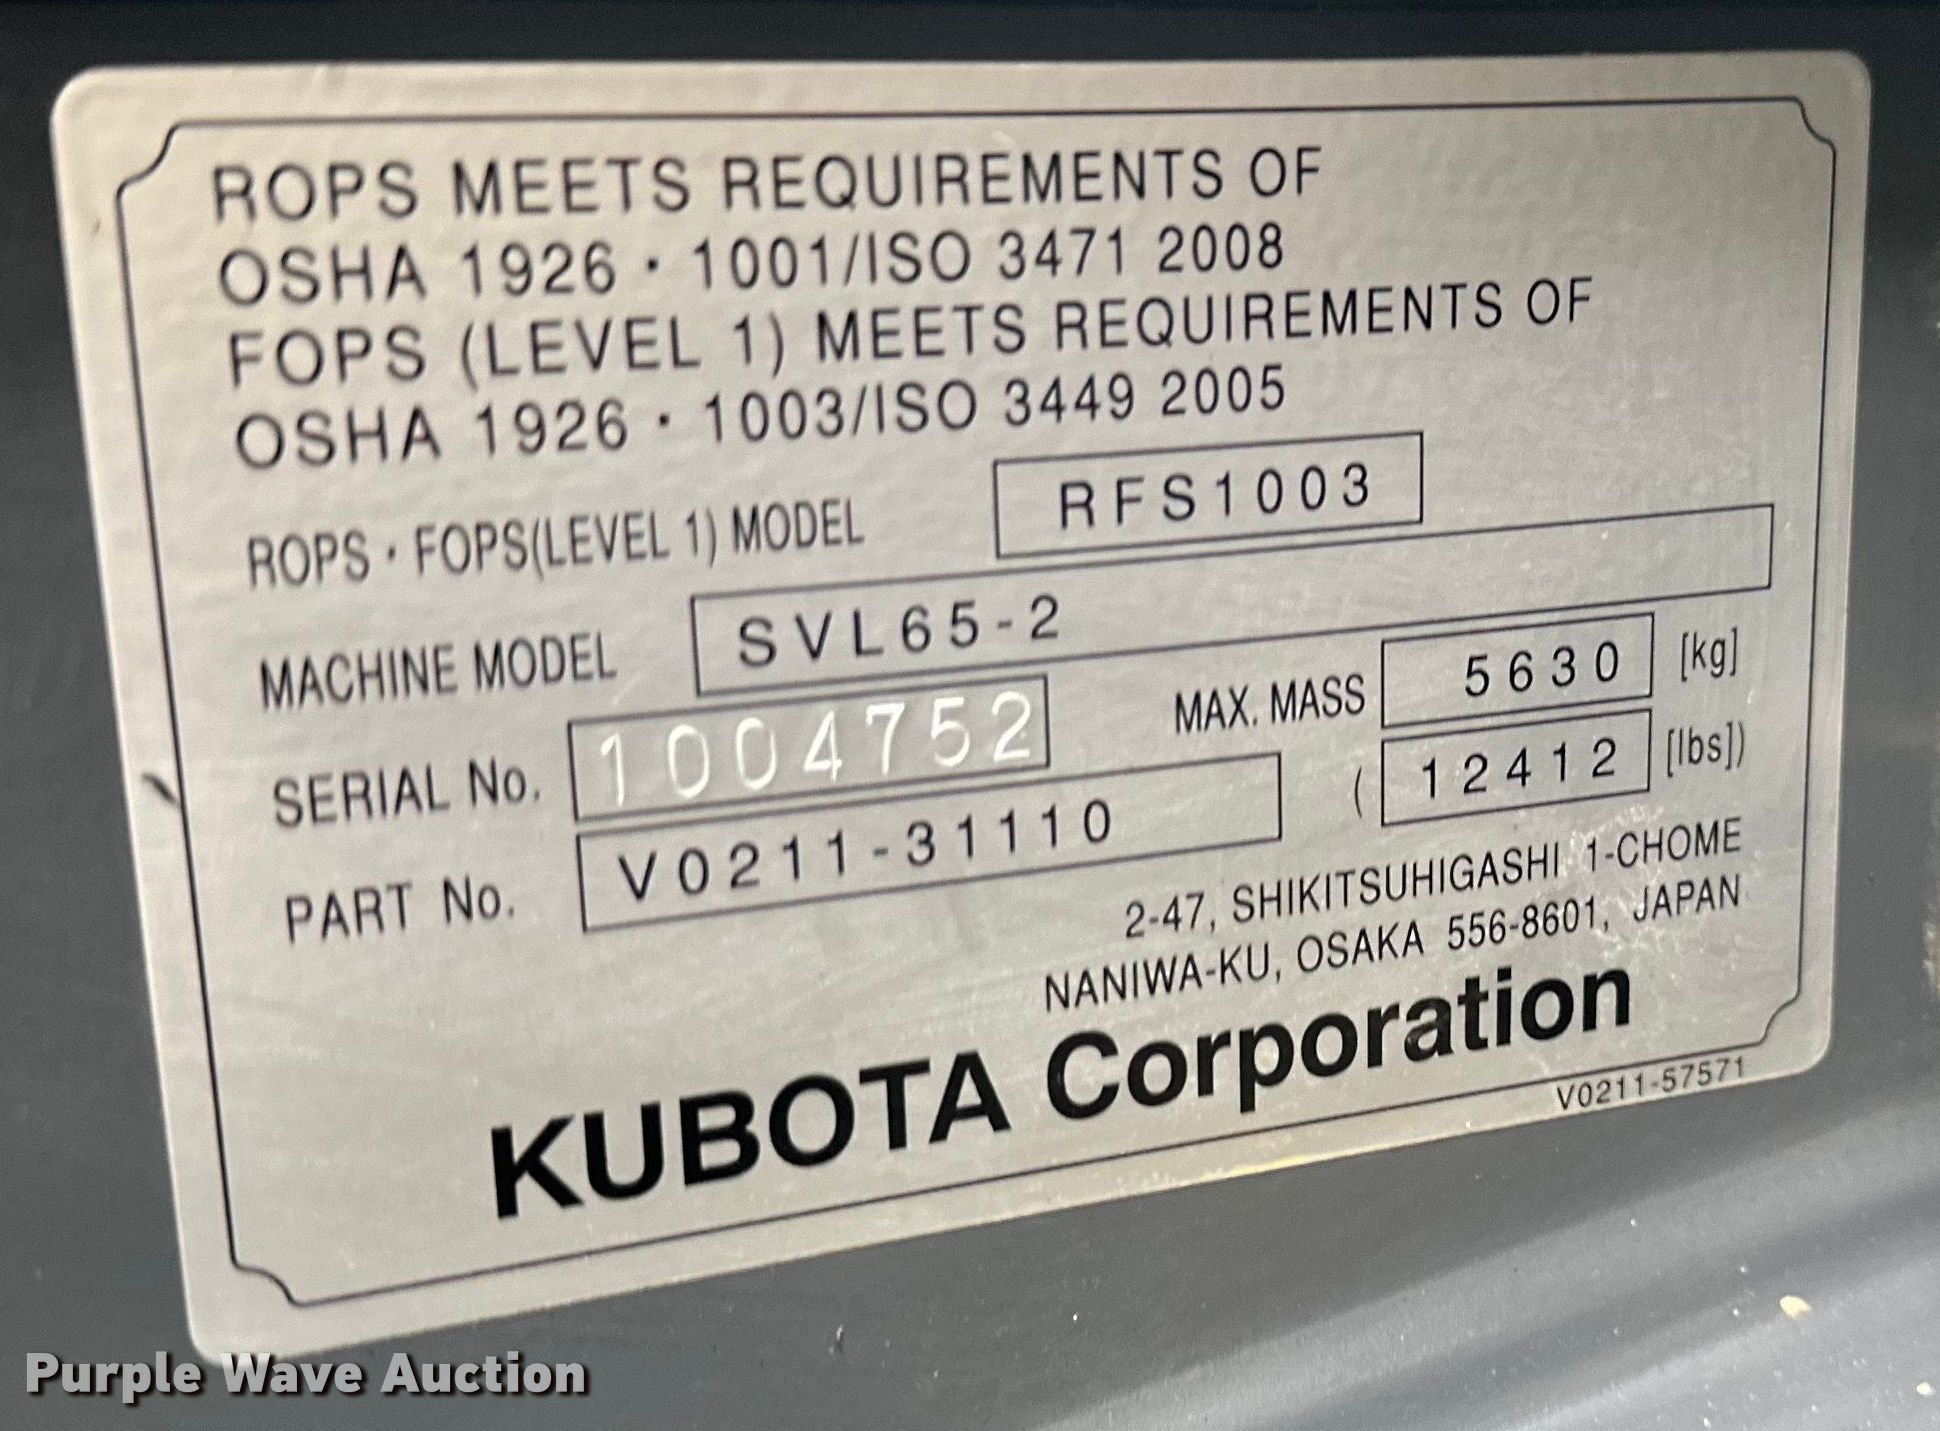 ROPS MEETS REQUIREMENTS OF
OSHA 1926 · 1001/ISO 3471 2008
FOPS (LEVEL 1) MEETS REQUIREMENTS OF
OSHA 1926 · 1003/ISO 3449 2005
ROPS · FOPS(LEVEL 1) MODEL RFS1003
MACHINE MODEL SVL65-2
SERIAL No. 1004752 MAX. MASS 5630 [kg]
(12412 [lbs])
PART No. V0211-31110
2-47, SHIKITSUHIGASHI 1-CHOME
NANIWA-KU, OSAKA 556-8601, JAPAN
KUBOTA Corporation
V0211-57571
Purple Wave Auction